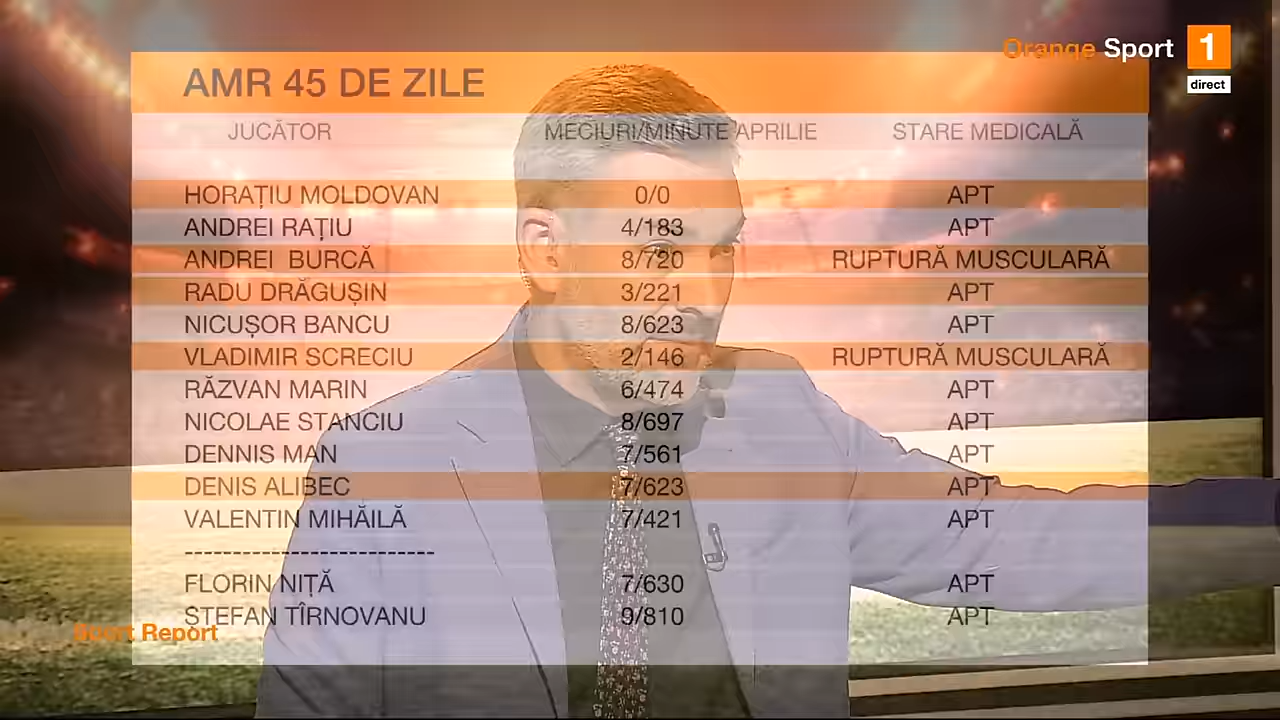 Orange Sport 1
direct
AMR 45 DE ZILE
JUCĂTOR MECIURI/MINUTE APRILIE STARE MEDICALĂ
HORAȚIU MOLDOVAN 0/0 APT
ANDREI RAȚIU 4/183 APT
ANDREI BURCĂ 8/720 RUPTURĂ MUSCULARĂ
RADU DRĂGUȘIN 3/221 APT
NICUȘOR BANCU 8/623 APT
VLADIMIR SCRECIU 2/146 RUPTURĂ MUSCULARĂ
RĂZVAN MARIN 6/474 APT
NICOLAE STANCIU 8/697 APT
DENNIS MAN 7/561 APT
DENIS ALIBEC 7/623 APT
VALENTIN MIHĂILĂ 7/421 APT
--------------------------
FLORIN NIȚĂ 7/630 APT
ȘTEFAN TÎRNOVANU 9/810 APT
Sport Report